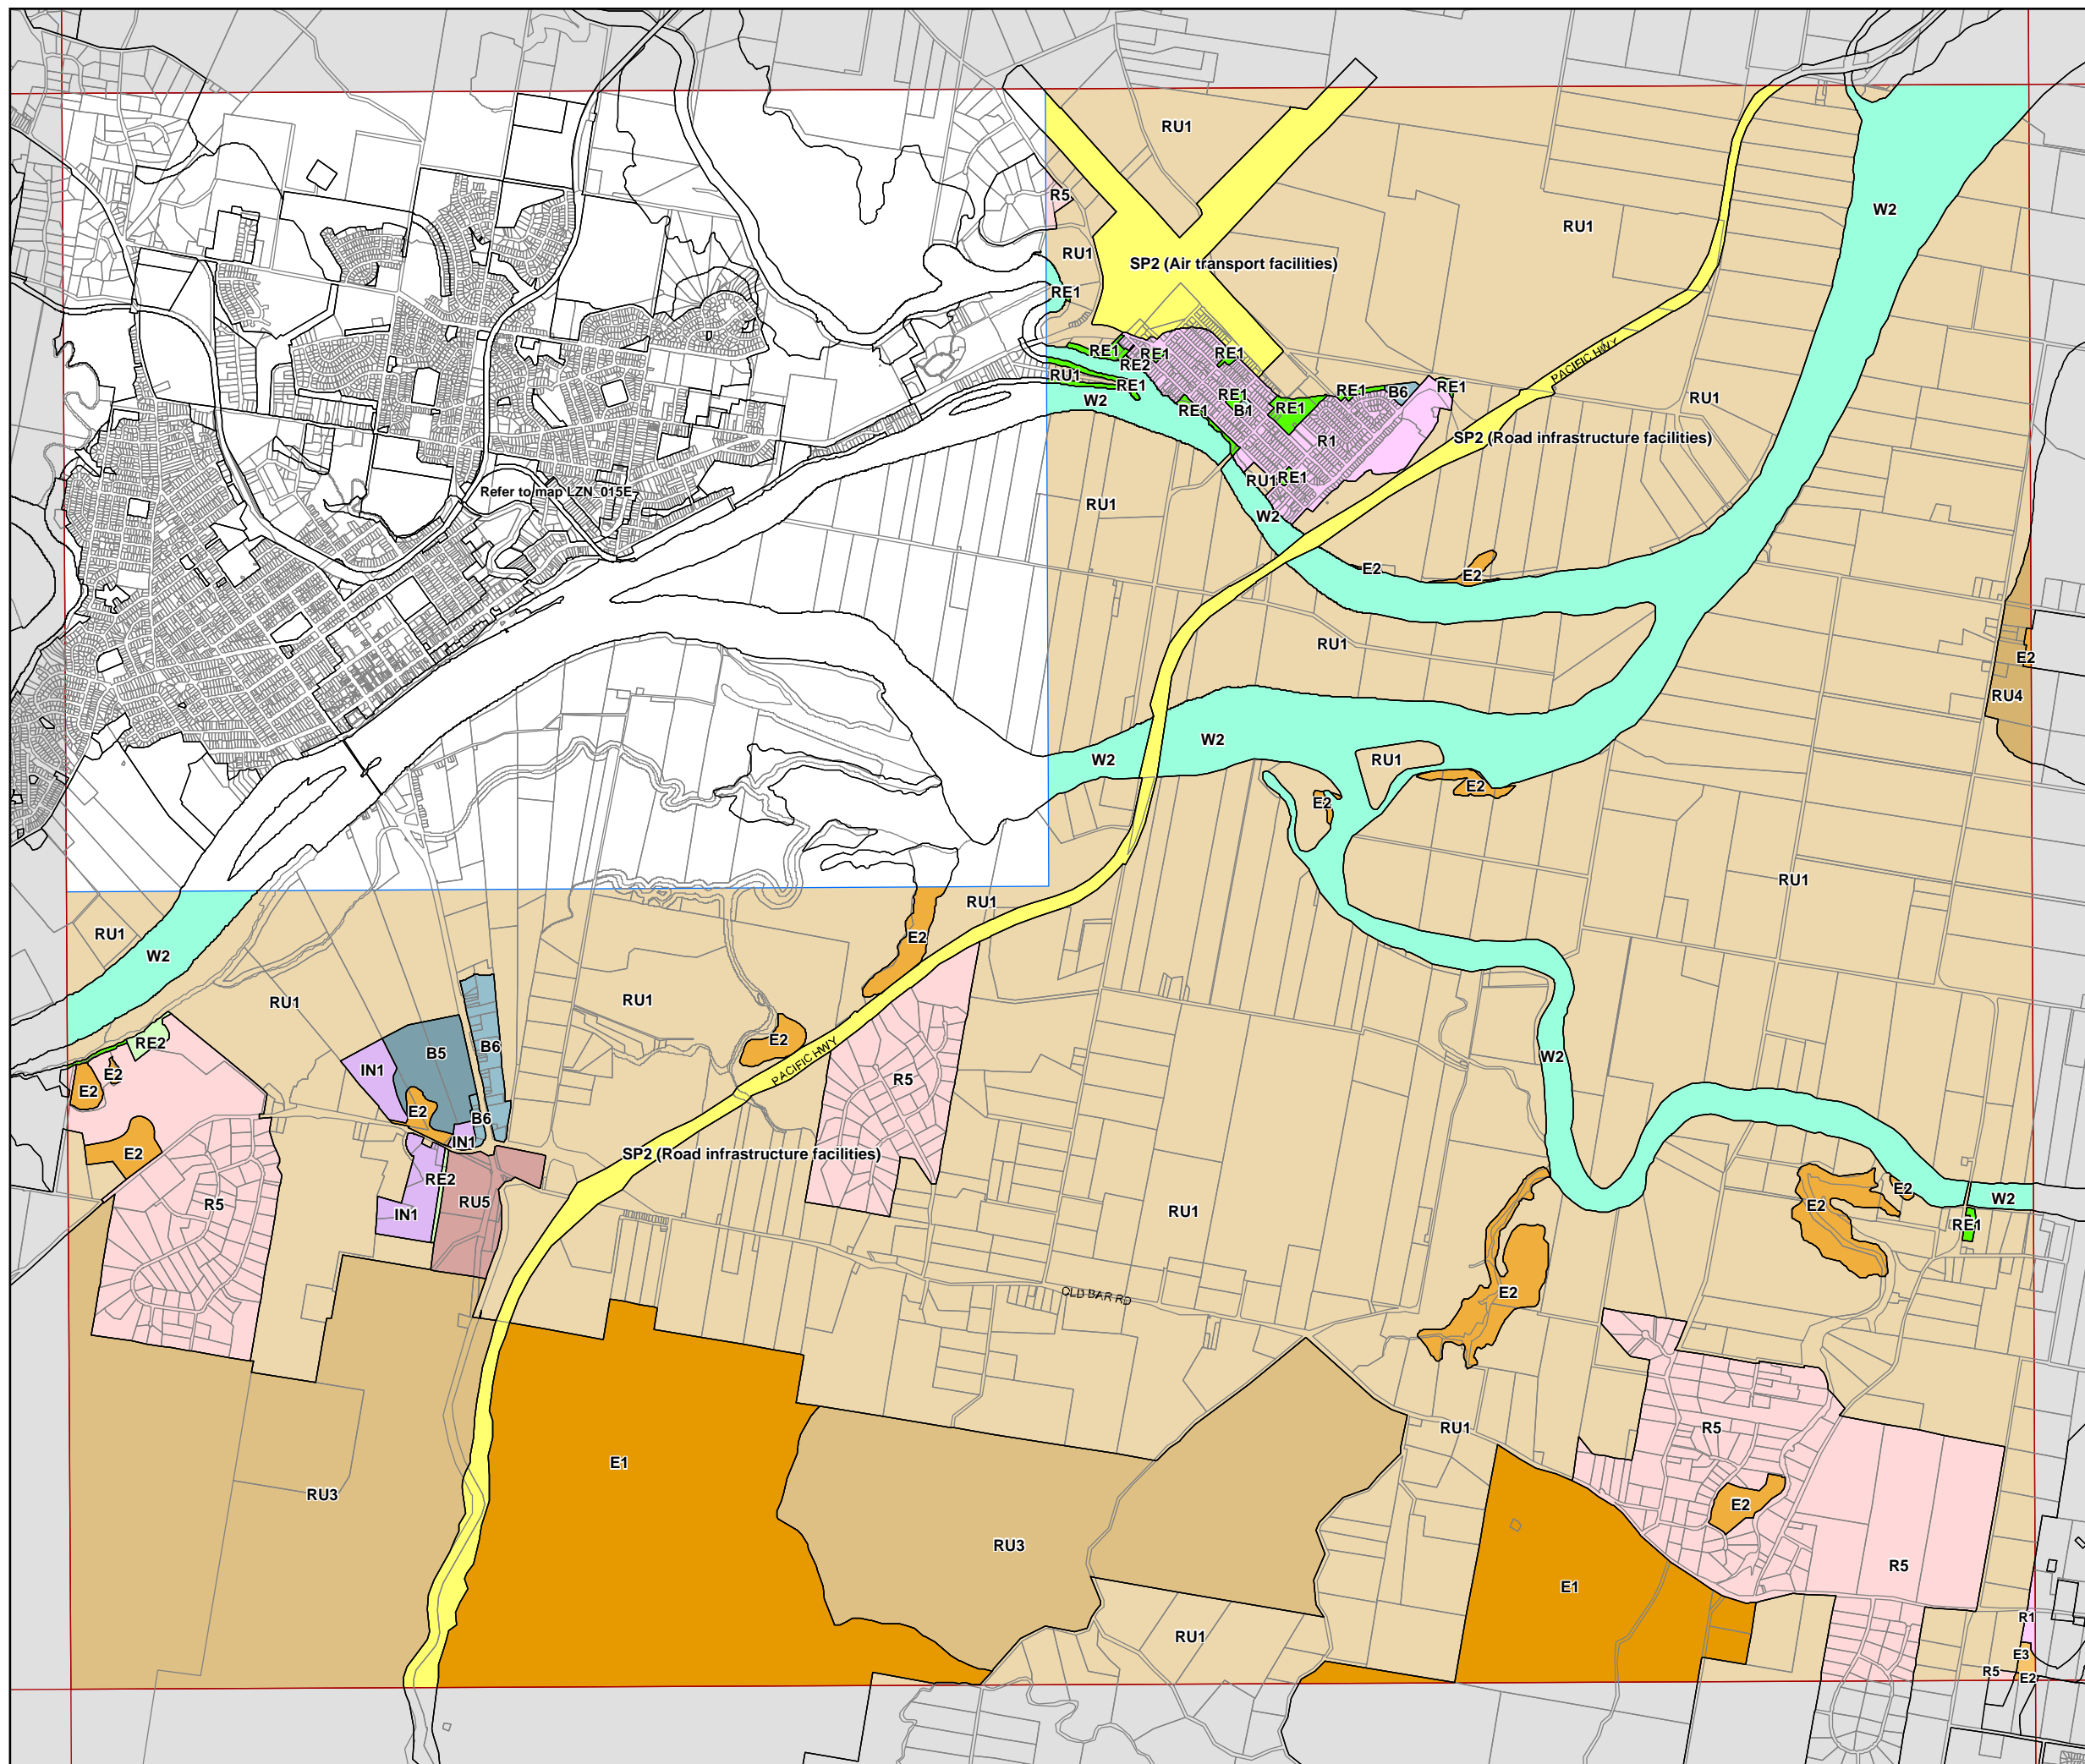 RU1
W2
R5
RU1
RU1
SP2 (Air transport facilities)
RE1
RE1
RE1
RE1
RE2
RU1
RE1
RE1
RE1
B6
RE1
W2
RE1
B1
RE1
R1
PACIFIC HWY
RU1
SP2 (Road infrastructure facilities)
RU1
RE1
Refer to map LZN_015E
RU1
W2
E2
E2
RU1
E2
RU4
W2
W2
RU1
E2
E2
RU1
RU1
RU1
E2
W2
RU1
RU1
E2
RE2
B5
B6
PACIFIC HWY
W2
IN1
E2
E2
R5
E2
B6
IN1
E2
SP2 (Road infrastructure facilities)
RE2
R5
RU5
IN1
RU1
E2
E2
W2
RE1
E2
OLD BAR RD
RU1
R5
E1
RU3
E2
RU3
R5
E1
R1
RU1
E3
R5
E2